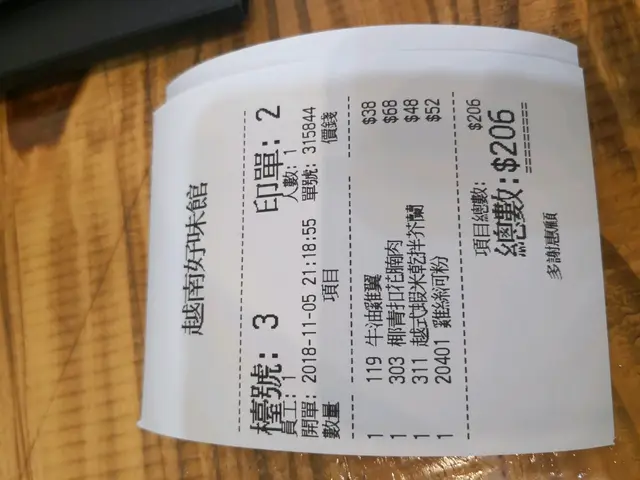 越南好味館
檯號: 3 印單: 2
員工: 1 人數: 1
開單: 2018-11-05 21:18:55 單號: 315844
數量 項目 價錢
1 119 牛油雞翼 $38
1 303 椰青扣花腩肉 $68
1 311 越式蝦米乾拌芥蘭 $48
1 20401 雞絲河粉 $52
項目總數: $206
總數: $206
多謝惠顧